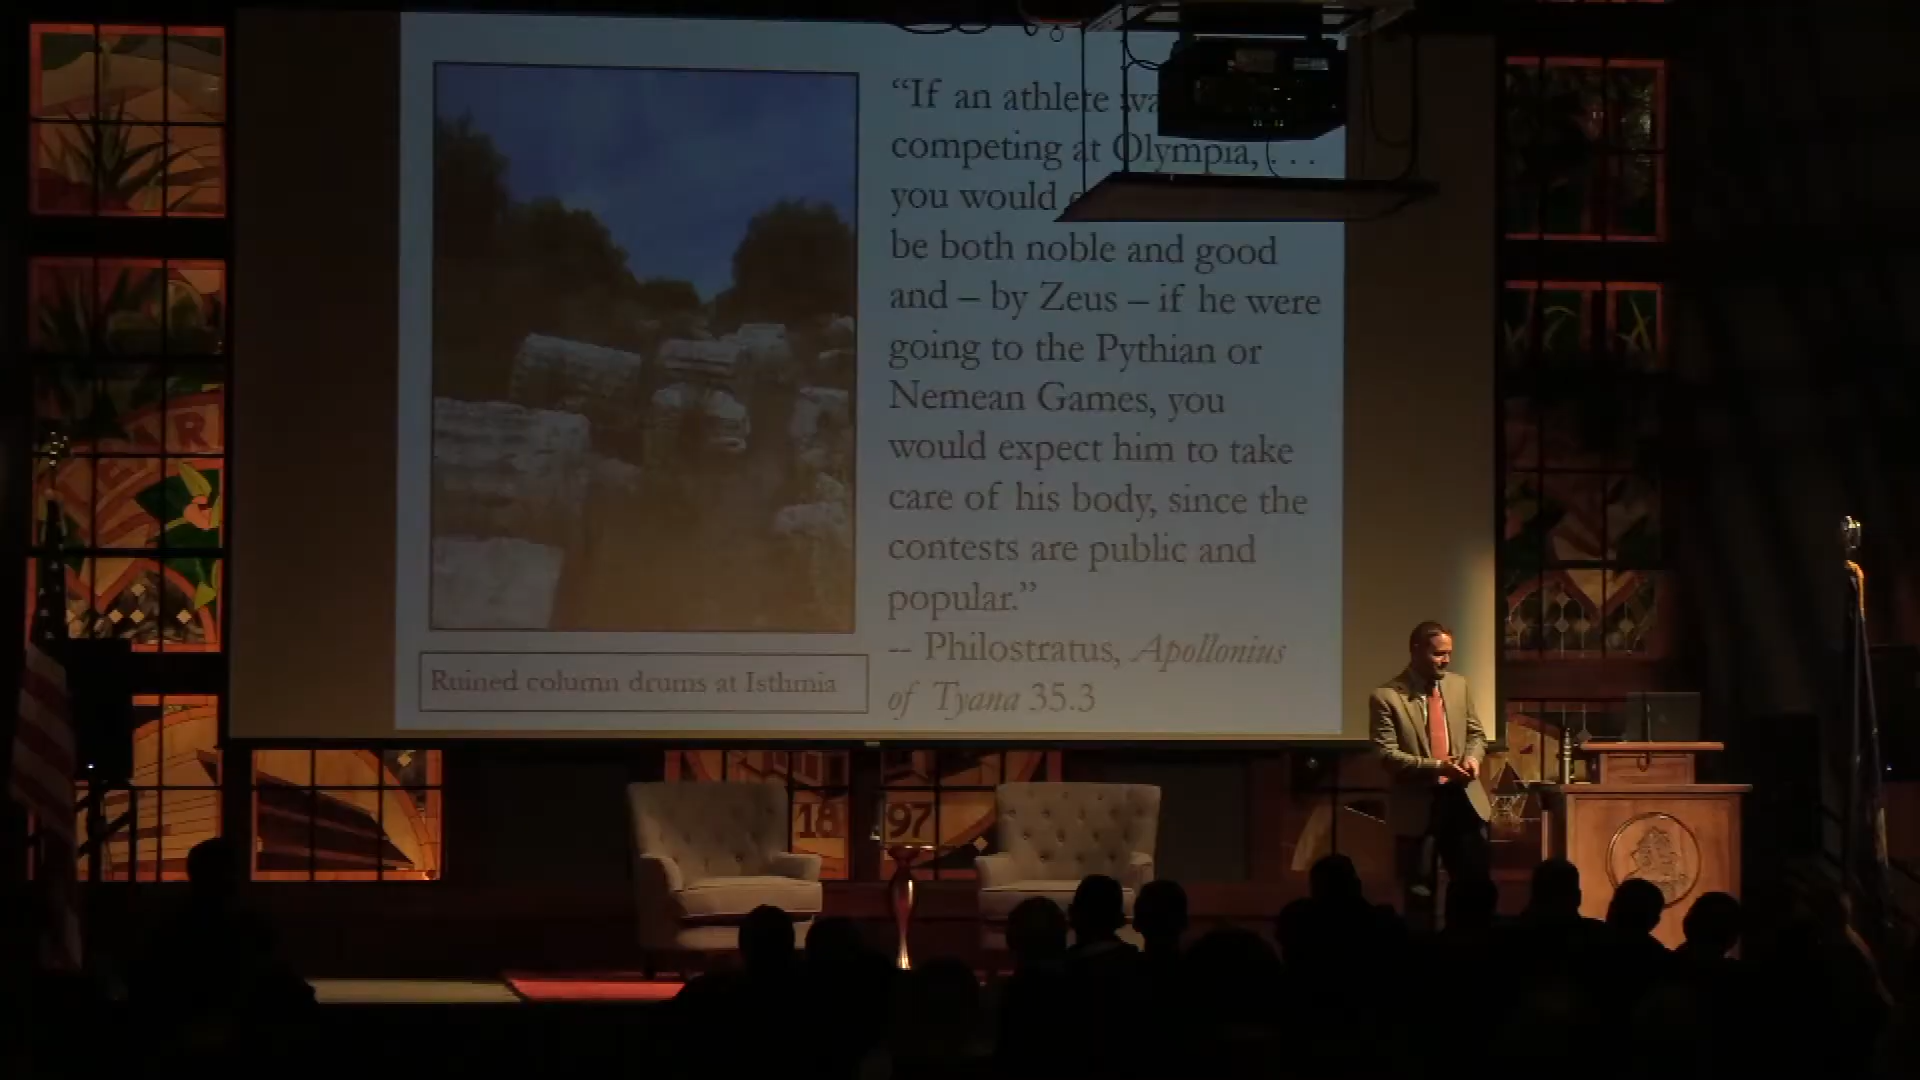 “If an athlete
competing at Olympia, . . .
you would
be both noble and good
and – by Zeus – if he were
going to the Pythian or
Nemean Games, you
would expect him to take
care of his body, since the
contests are public and
popular.”
-- Philostratus, Apollonius
of Tyana 35.3
Ruined column drums at Isthmia
18 97